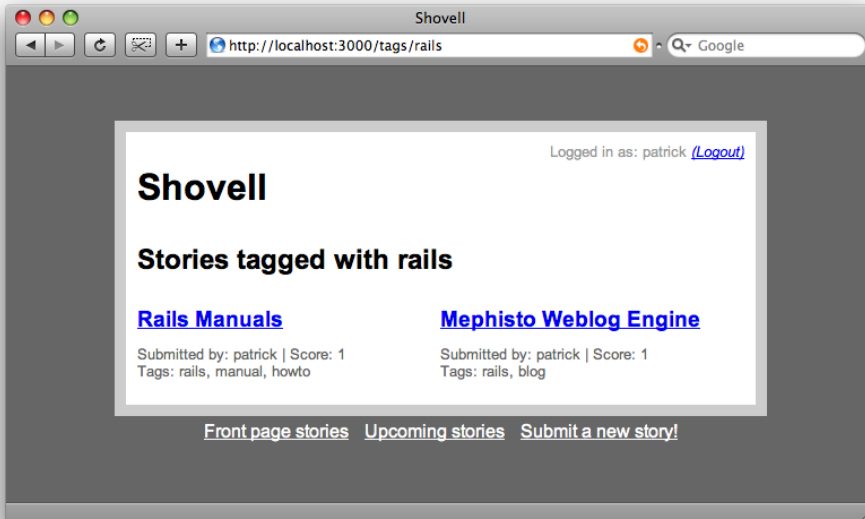 Shovell
http://localhost:3000/tags/rails
Google
Logged in as: patrick (Logout)
Shovell
Stories tagged with rails
Rails Manuals
Submitted by: patrick | Score: 1
Tags: rails, manual, howto
Mephisto Weblog Engine
Submitted by: patrick | Score: 1
Tags: rails, blog
Front page stories Upcoming stories Submit a new story!